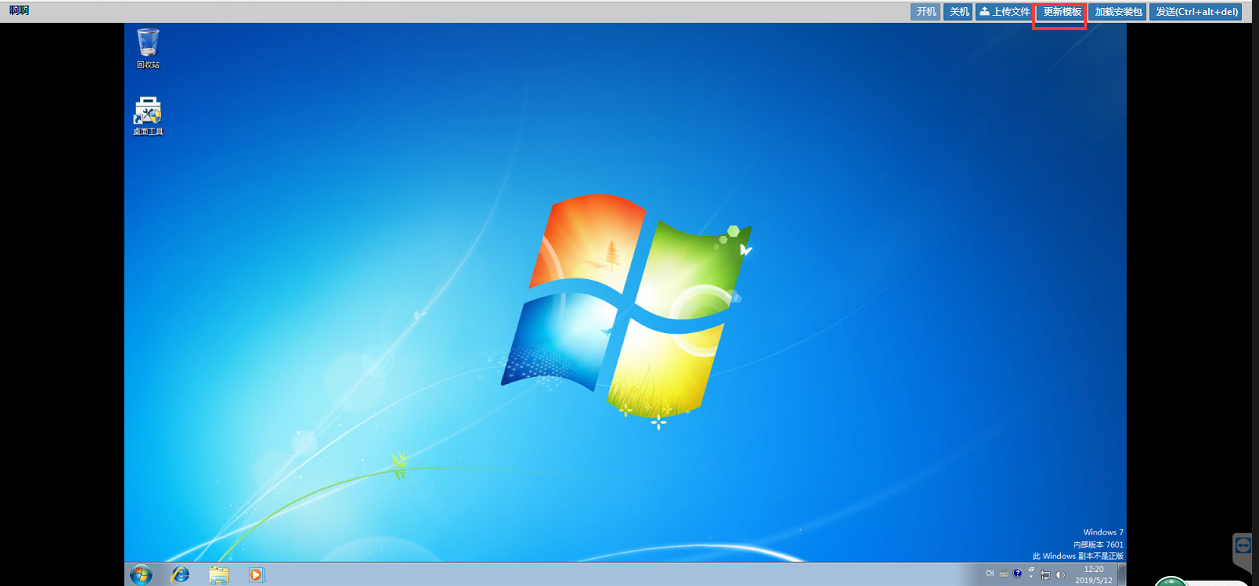 啊啊
开机 关机 上传文件 更新模板 加载安装包 发送(Ctrl+alt+del)
回收站
桌面工具
Windows 7
内部版本 7601
此 Windows 副本不是正版
CH
12:20
2019/5/12